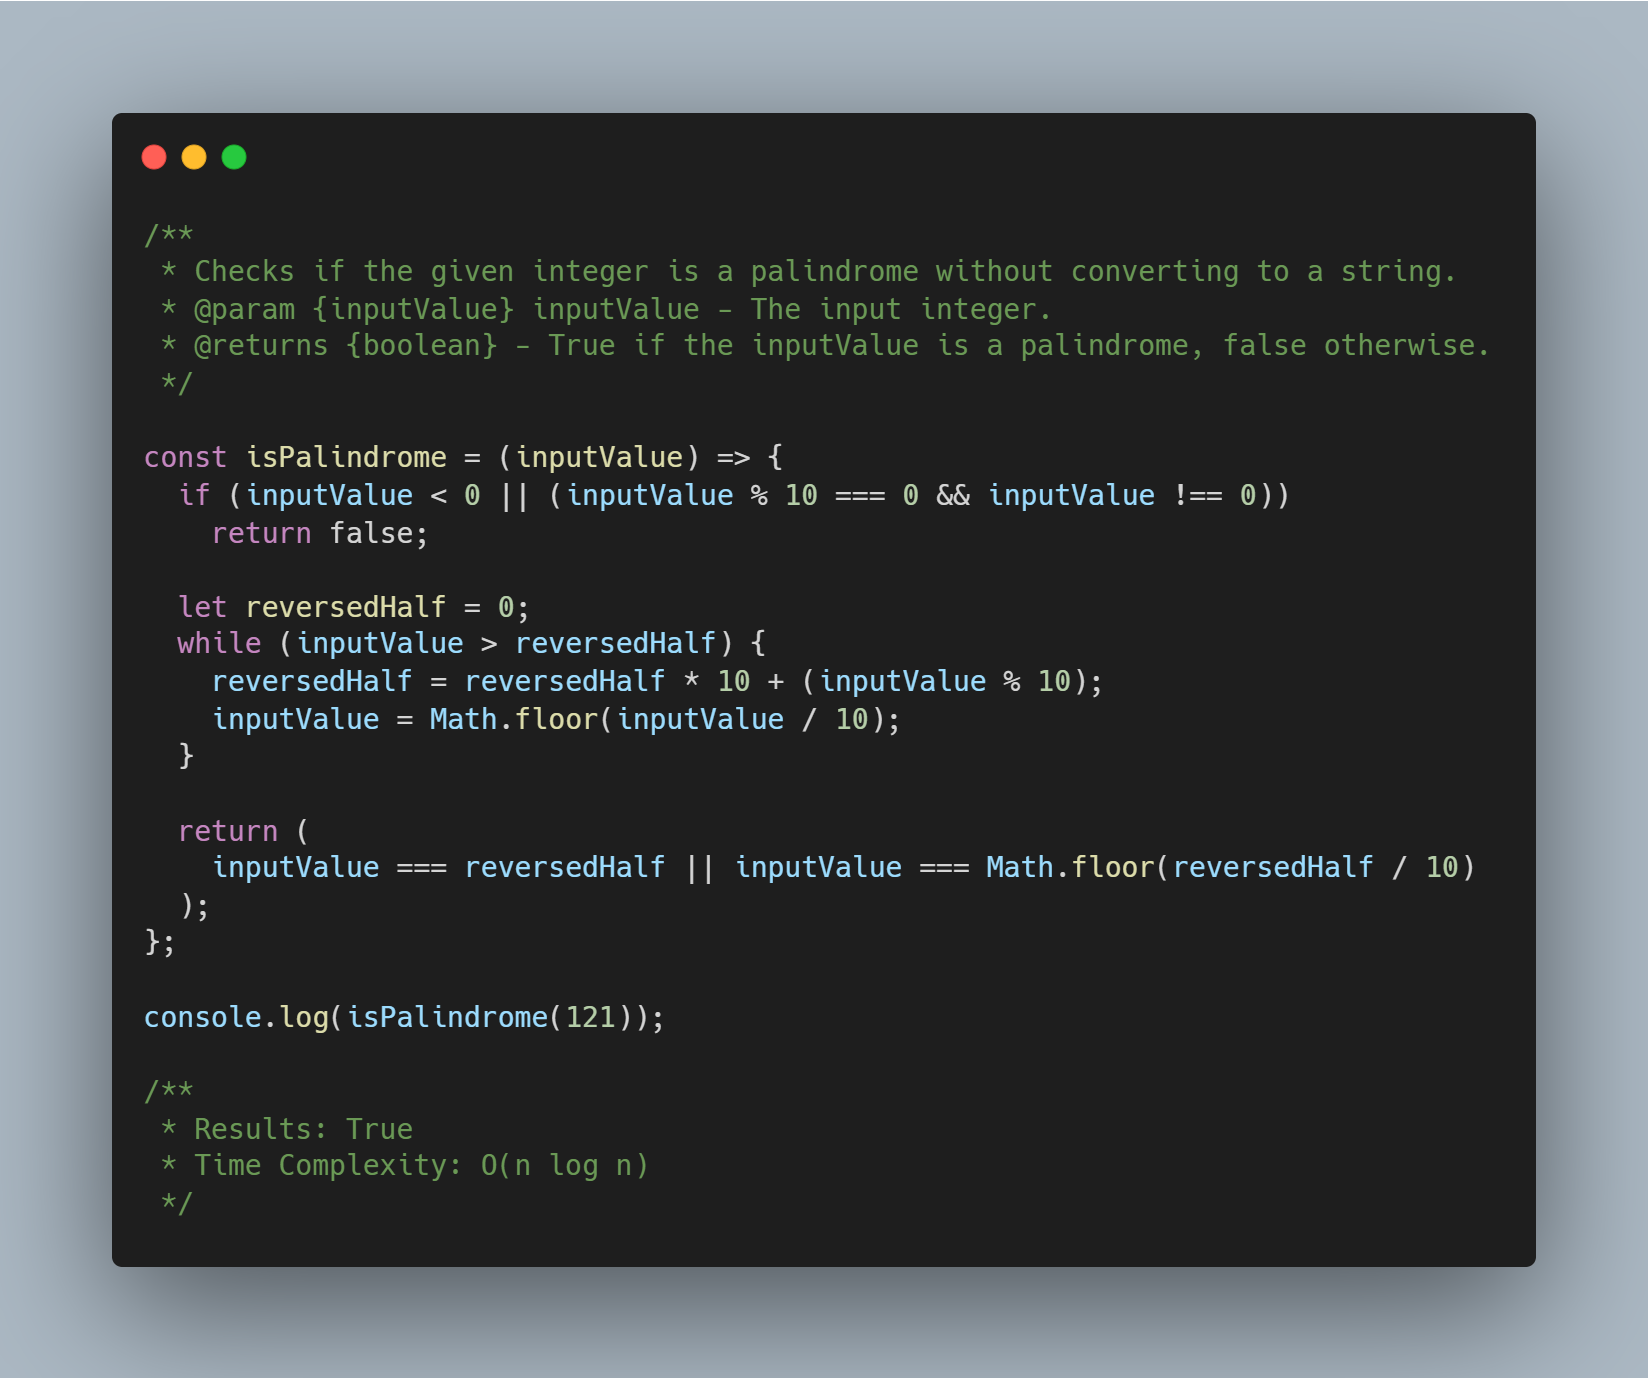 /**
 * Checks if the given integer is a palindrome without converting to a string.
 * @param {inputValue} inputValue - The input integer.
 * @returns {boolean} - True if the inputValue is a palindrome, false otherwise.
 */

const isPalindrome = (inputValue) => {
  if (inputValue < 0 || (inputValue % 10 === 0 && inputValue !== 0))
    return false;

  let reversedHalf = 0;
  while (inputValue > reversedHalf) {
    reversedHalf = reversedHalf * 10 + (inputValue % 10);
    inputValue = Math.floor(inputValue / 10);
  }

  return (
    inputValue === reversedHalf || inputValue === Math.floor(reversedHalf / 10)
  );
};

console.log(isPalindrome(121));

/**
 * Results: True
 * Time Complexity: O(n log n)
 */